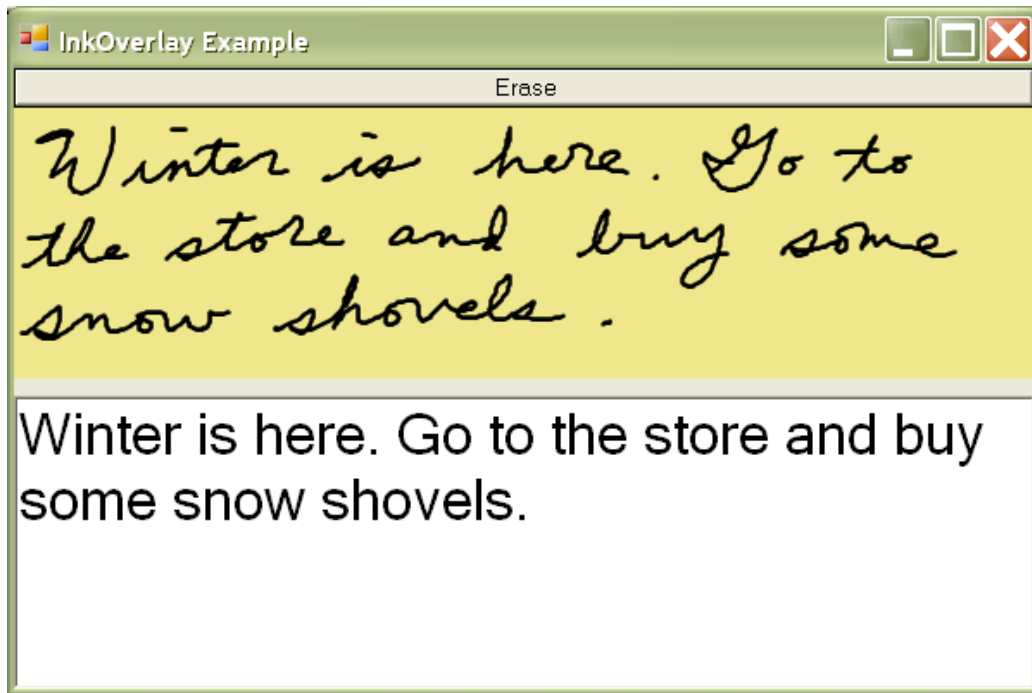 InkOverlay Example
Erase
Winter is here. Go to
the store and buy some
snow shovels.
Winter is here. Go to the store and buy
some snow shovels.